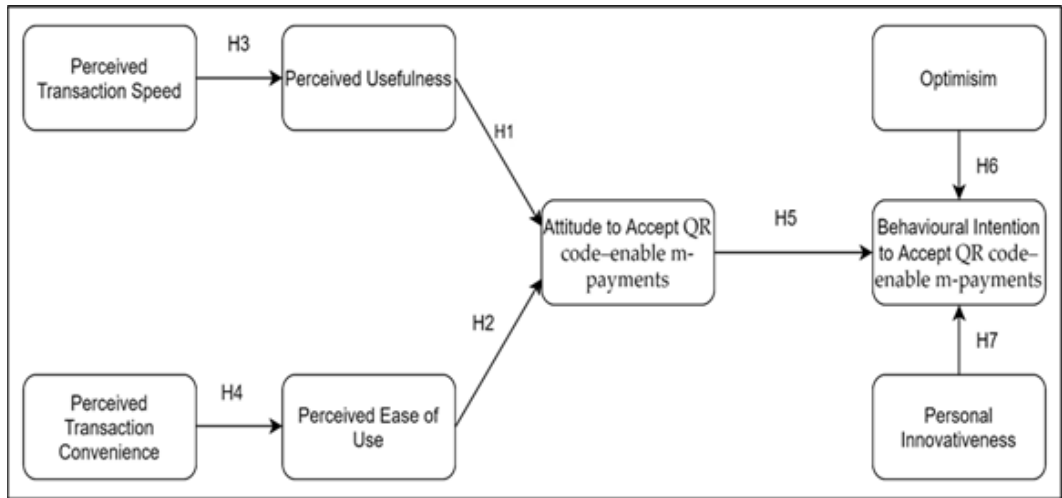 H3
Perceived
Transaction Speed
Perceived Usefulness
Optimisim
H1
H6
Attitude to Accept QR
code–enable m-
payments
H5
Behavioural Intention
to Accept QR code–
enable m-payments
H2
H7
H4
Perceived
Transaction
Convenience
Perceived Ease of
Use
Personal
Innovativeness